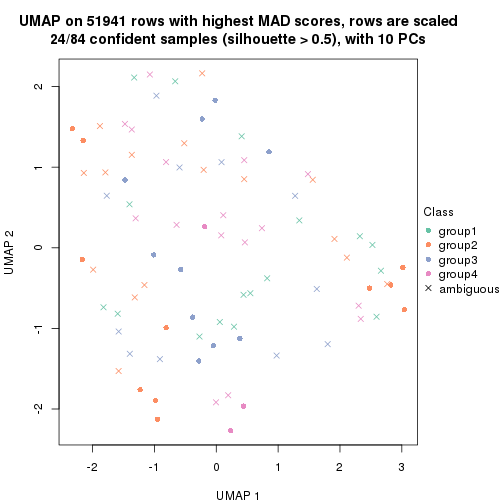 UMAP on 51941 rows with highest MAD scores, rows are scaled
24/84 confident samples (silhouette > 0.5), with 10 PCs
UMAP 2
2
1
0
-1
-2
-2
-1
0
1
2
3
UMAP 1
Class
group1
group2
group3
group4
ambiguous